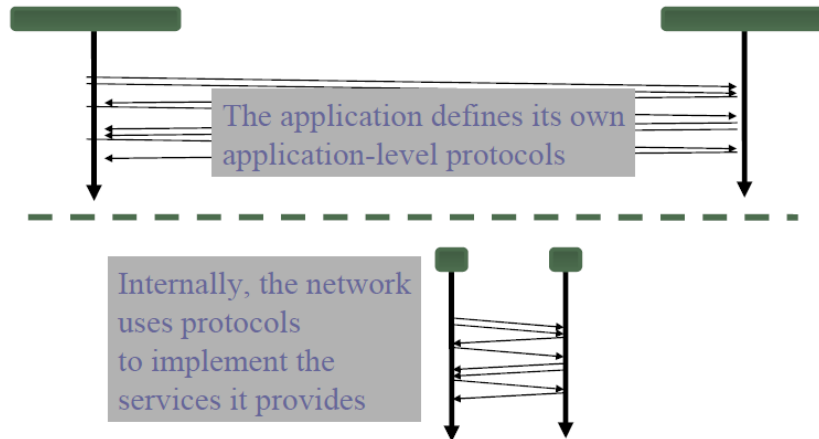 The application defines its own
application-level protocols
Internally, the network
uses protocols
to implement the
services it provides